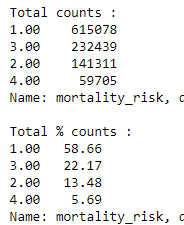 Total counts :
1.00    615078
3.00    232439
2.00    141311
4.00     59705
Name: mortality_risk,
Total % counts :
1.00   58.66
3.00   22.17
2.00   13.48
4.00    5.69
Name: mortality_risk,